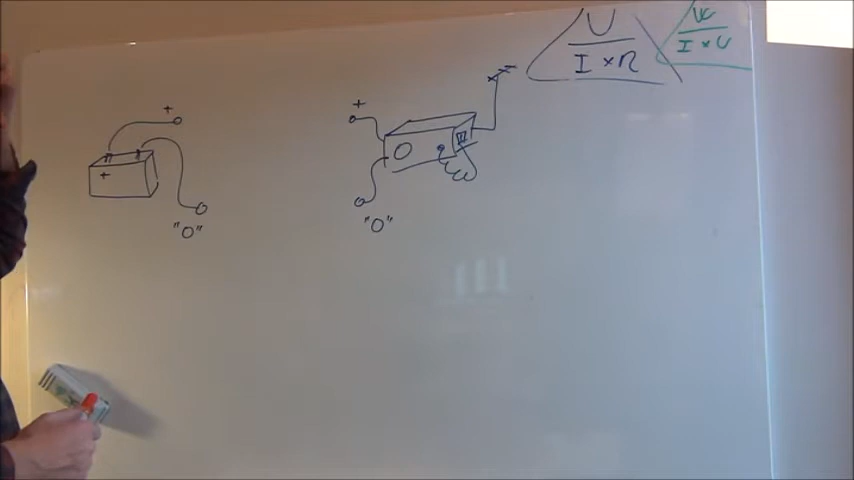 +
+
"0"
+
"0"
U
I x R
W
I x U